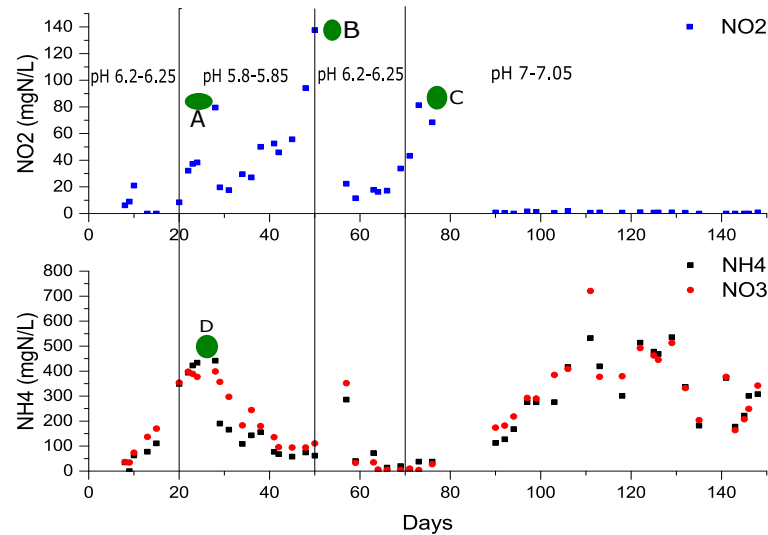 140
120
100
80
60
40
20
0
NO2 (mgN/L)
NO2
pH 6.2-6.25
pH 5.8-5.85
pH 6.2-6.25
pH 7-7.05
A
B
C
0 20 40 60 80 100 120 140
800
700
600
500
400
300
200
100
0
NH4 (mgN/L)
NH4
NO3
D
0 20 40 60 80 100 120 140
Days